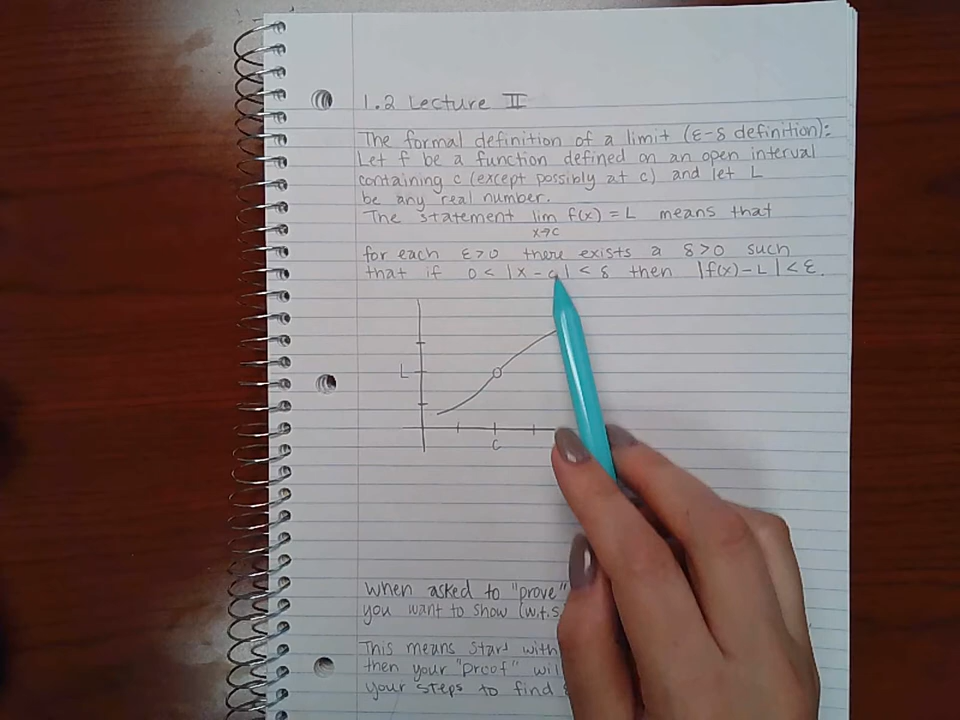 1.2 Lecture II
The formal definition of a limit (ε-δ definition):
Let f be a function defined on an open interval
containing c (except possibly at c) and let L
be any real number.
The statement lim f(x) = L means that
x→c
for each ε>0 there exists a δ>0 such
that if 0 < |x - c| < δ then |f(x) - L| < ε.
L
c
When asked to "prove"
you want to show (w.t.s
This means start with
then your "proof" wil
your steps to find